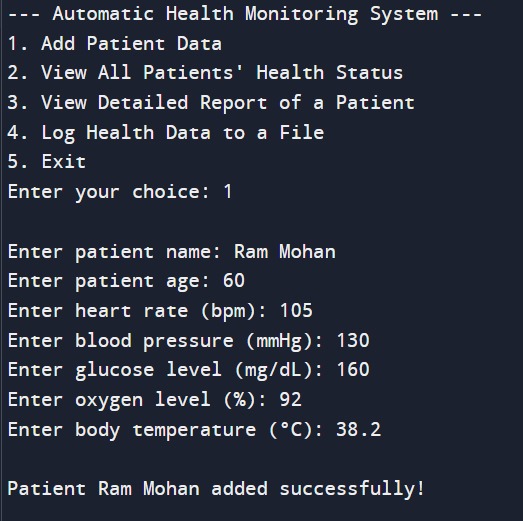 --- Automatic Health Monitoring System ---
1. Add Patient Data
2. View All Patients' Health Status
3. View Detailed Report of a Patient
4. Log Health Data to a File
5. Exit
Enter your choice: 1
Enter patient name: Ram Mohan
Enter patient age: 60
Enter heart rate (bpm): 105
Enter blood pressure (mmHg): 130
Enter glucose level (mg/dL): 160
Enter oxygen level (%): 92
Enter body temperature (°C): 38.2
Patient Ram Mohan added successfully!